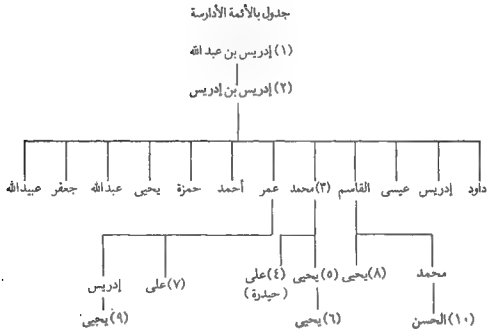 جدول بالأئمة الأدارسة
(١) إدريس بن عبد الله
(٢) إدريس بن إدريس
داود إدريس عيسى القاسم (٣) محمد عمر أحمد حمزة يحيى عبدالله جعفر عبيدالله
محمد (٨) يحيى (٥) يحيى (٤) على (٧) على إدريس
(حيدرة)
(١٠) الحسن (٦) يحيى (٩) يحيى